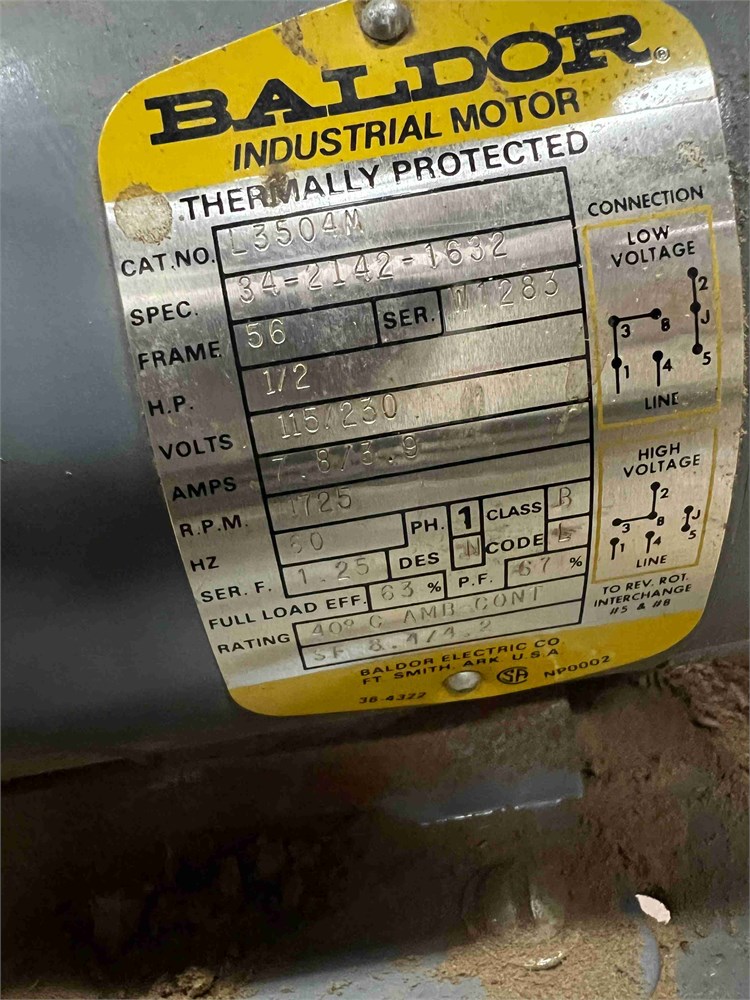 BALDOR®
INDUSTRIAL MOTOR
THERMALLY PROTECTED
CAT.NO. L3504M
SPEC. 34-2142-1632
FRAME 56 SER. W1283
H.P. 1/2
VOLTS 115/230
AMPS 7.8/3.9
R.P.M. 1725
HZ 60 PH. 1 CLASS B
SER. F. 1.25 DES N CODE L
FULL LOAD EFF. 63 % P.F. 67 %
RATING 40° C AMB CONT
SF 8.4/4.2
BALDOR ELECTRIC CO.
FT. SMITH, ARK. U.S.A.
36-4322 SA NP0002
CONNECTION
LOW
VOLTAGE
2
3 8 J
1 4 5
LINE
HIGH
VOLTAGE
2
3 8 J
1 4 5
LINE
TO REV. ROT.
INTERCHANGE
#5 & #8